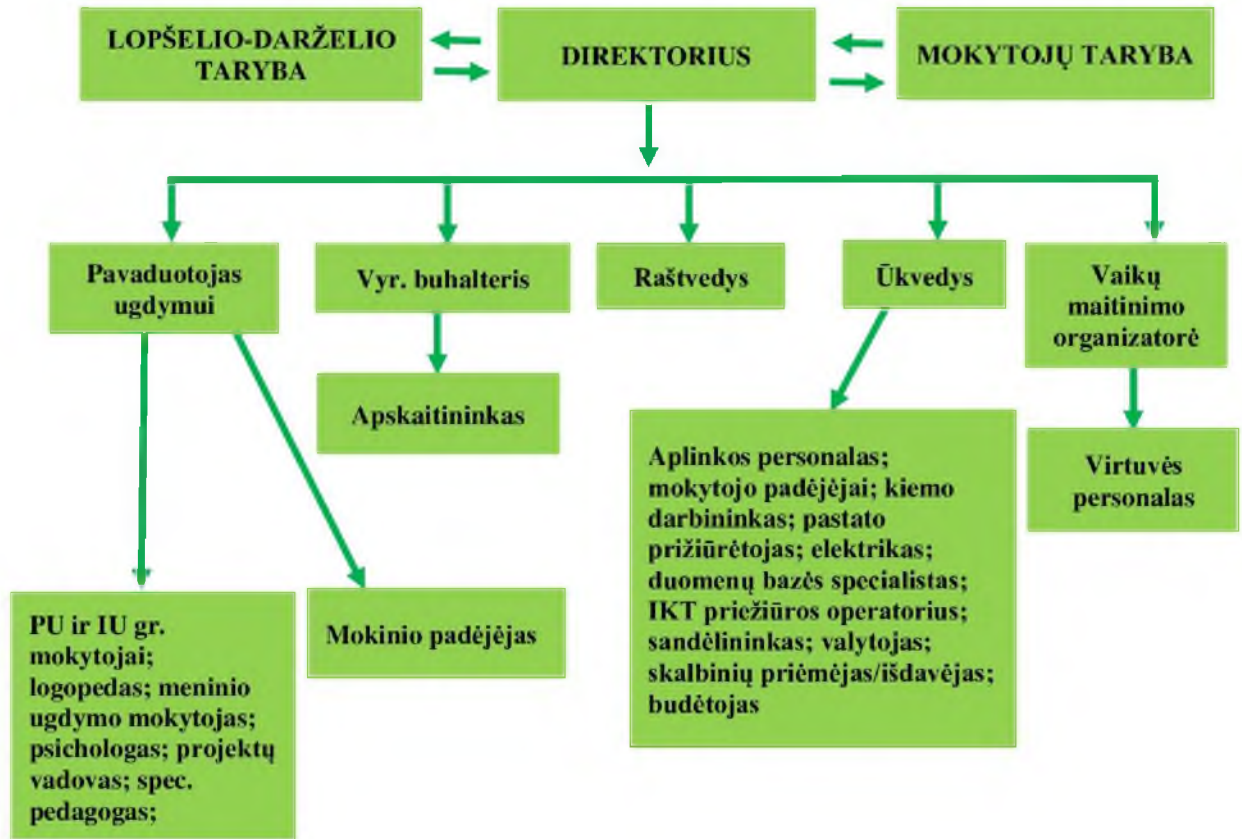 LOPŠELIO-DARŽELIO
TARYBA
DIREKTORIUS
MOKYTOJŲ TARYBA
Pavaduotojas
ugdymui
Vyr. buhalteris
Raštvedys
Ūkvedys
Vaikų
maitinimo
organizatorė
Apskaitininkas
Aplinkos personalas;
mokytojo padėjėjai; kiemo
darbininkas; pastato
prižiūrėtojas; elektrikas;
duomenų bazės specialistas;
IKT priežiūros operatorius;
sandėlininkas; valytojas;
skalbinių priėmėjas/išdavėjas;
budėtojas
Virtuvės
personalas
PU ir IU gr.
mokytojai;
logopedas; meninio
ugdymo mokytojas;
psichologas; projektų
vadovas; spec.
pedagogas;
Mokinio padėjėjas